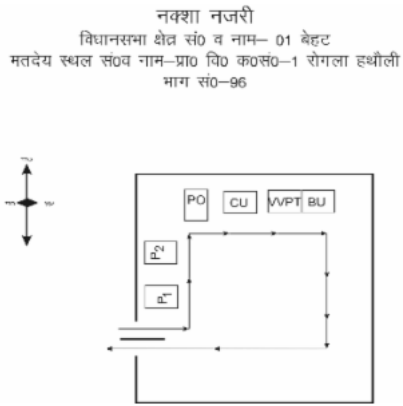 नक्शा नजरी
विधानसभा क्षेत्र सं0 व नाम– 01 बेहट
मतदेय स्थल सं0व नाम–प्रा0 वि0 क0सं0–1 रोगला हथौली
भाग सं0–96
PO CU VVPT BU
P2
P1